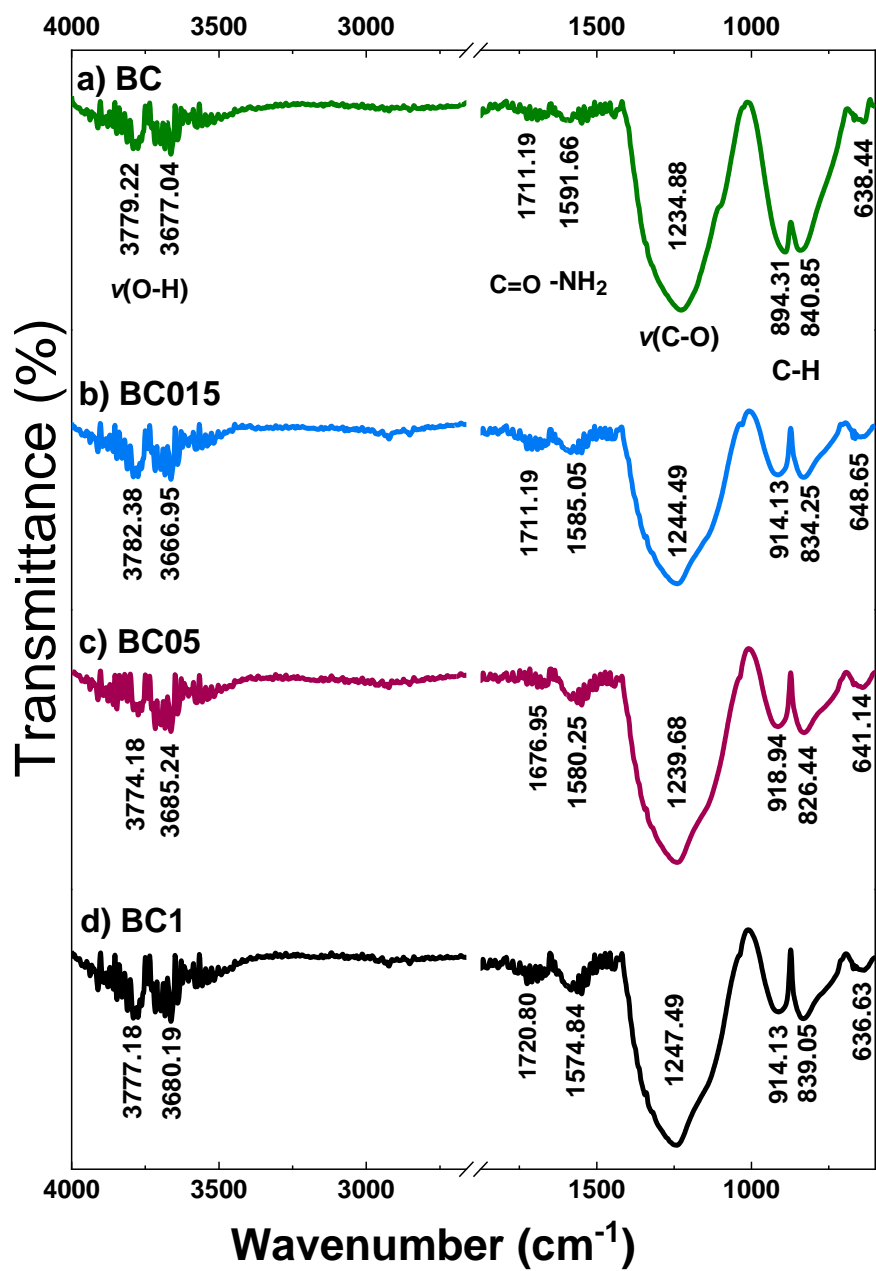 4000 3500 3000 1500 1000
a) BC
3779.22
3677.04
1711.19
1591.66
1234.88
894.31
840.85
638.44
ν(O-H)
C=O -NH₂
ν(C-O)
C-H
b) BC015
3782.38
3666.95
1711.19
1585.05
1244.49
914.13
834.25
648.65
c) BC05
3774.18
3685.24
1676.95
1580.25
1239.68
918.94
826.44
641.14
d) BC1
3777.18
3680.19
1720.80
1574.84
1247.49
914.13
839.05
636.63
Transmittance (%)
4000 3500 3000 1500 1000
Wavenumber (cm⁻¹)